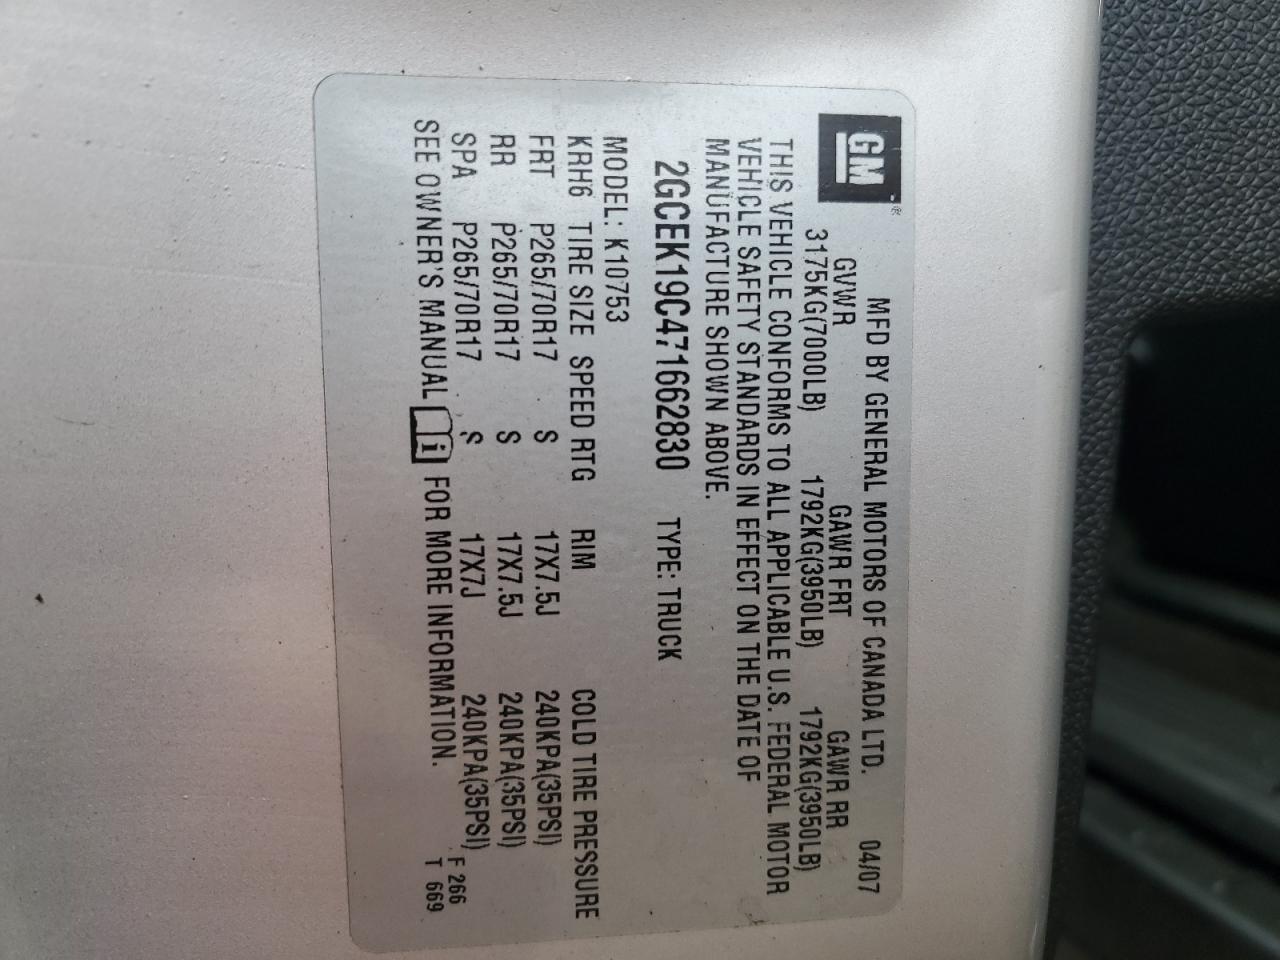 GM ®
MFD BY GENERAL MOTORS OF CANADA LTD. 04/07
GVWR GAWR FRT GAWR RR
3175KG(7000LB) 1792KG(3950LB) 1792KG(3950LB)
THIS VEHICLE CONFORMS TO ALL APPLICABLE U.S. FEDERAL MOTOR
VEHICLE SAFETY STANDARDS IN EFFECT ON THE DATE OF
MANUFACTURE SHOWN ABOVE.
2GCEK19C471662830 TYPE: TRUCK
MODEL: K10753
KRH6 TIRE SIZE SPEED RTG RIM COLD TIRE PRESSURE
FRT P265/70R17 S 17X7.5J 240KPA(35PSI)
RR P265/70R17 S 17X7.5J 240KPA(35PSI)
SPA P265/70R17 S 17X7J 240KPA(35PSI)
SEE OWNER'S MANUAL i FOR MORE INFORMATION.
F 266
T 669